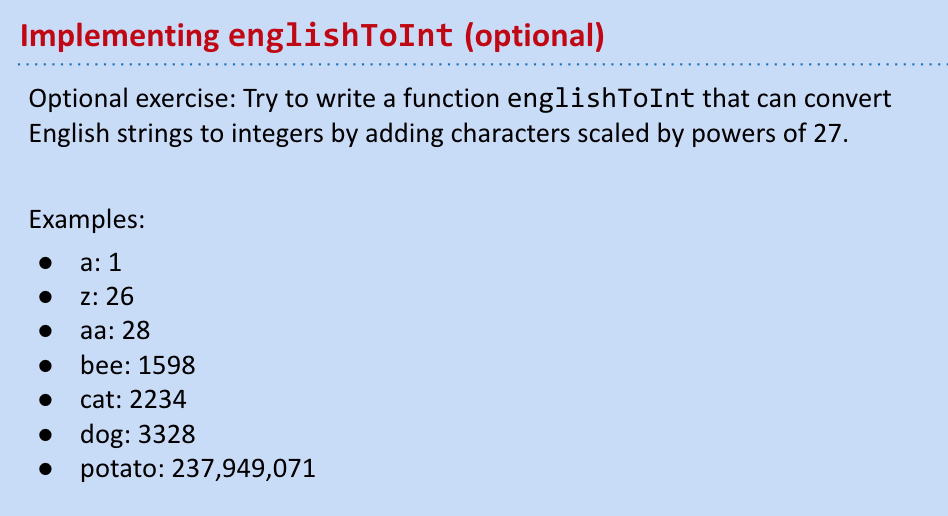 Implementing englishToInt (optional)
Optional exercise: Try to write a function englishToInt that can convert
English strings to integers by adding characters scaled by powers of 27.
Examples:
● a: 1
● z: 26
● aa: 28
● bee: 1598
● cat: 2234
● dog: 3328
● potato: 237,949,071